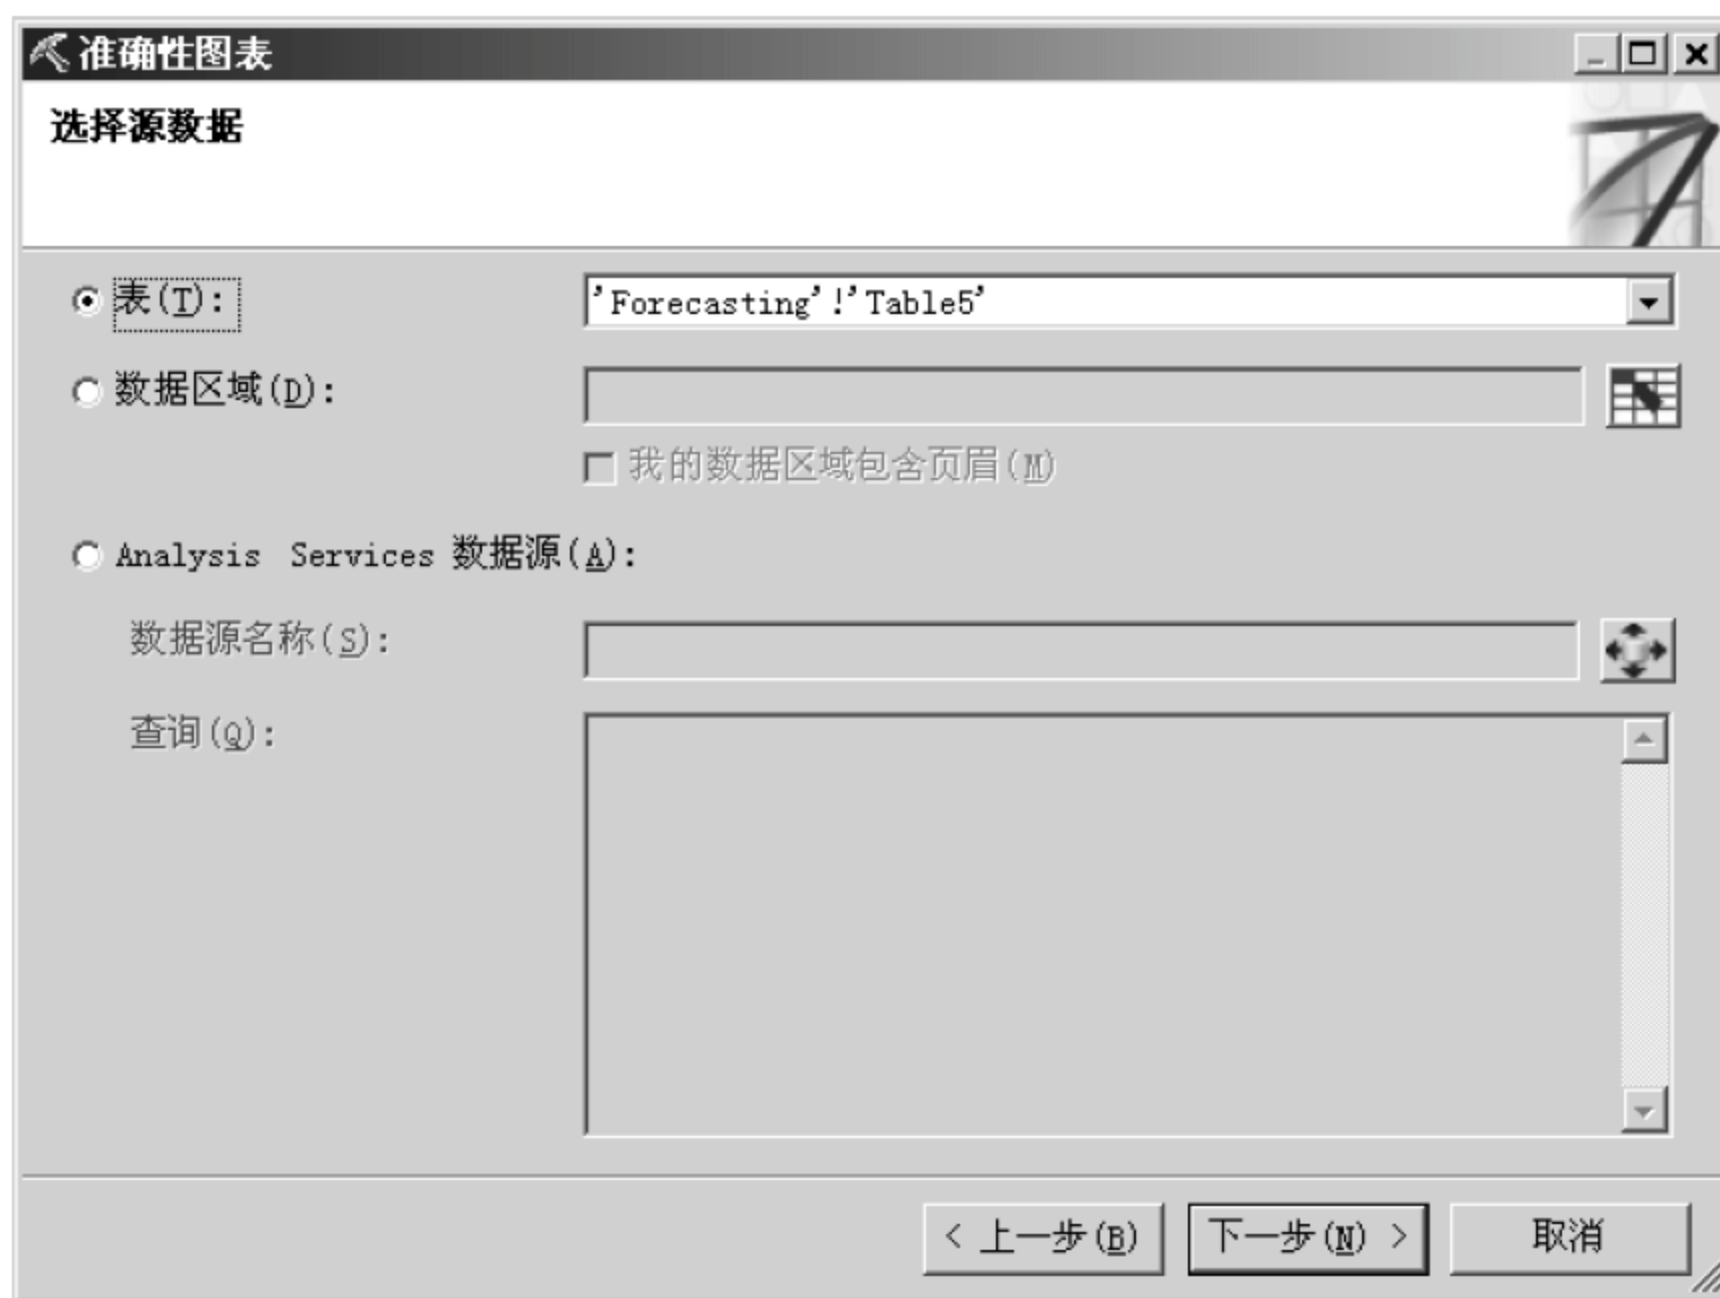 准确性图表
选择源数据
表(T):
'Forecasting'!'Table5'
数据区域(D):
我的数据区域包含页眉(M)
Analysis Services 数据源(A):
数据源名称(S):
查询(Q):
< 上一步(B)
下一步(N) >
取消